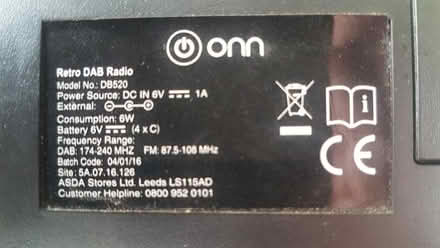 onn
Retro DAB Radio
Model No.: DB520
Power Source: DC IN 6V 1A
External:
Consumption: 6W
Battery 6V (4 x C)
Frequency Range:
DAB: 174-240 MHZ FM: 87.5-108 MHz
Batch Code: 04/01/16
Site: 5A.07.16.126
ASDA Stores Ltd. Leeds LS115AD
Customer Helpline: 0800 952 0101
i
CE